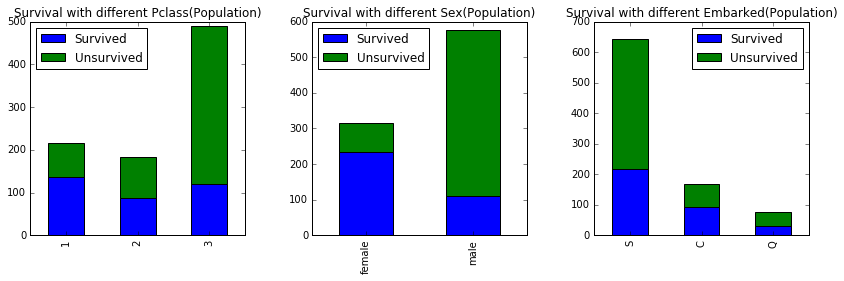 Survival with different Pclass(Population)
500
400
300
200
100
0
Survived
Unsurvived
1
2
3
Survival with different Sex(Population)
600
500
400
300
200
100
0
Survived
Unsurvived
female
male
Survival with different Embarked(Population)
700
600
500
400
300
200
100
0
Survived
Unsurvived
S
C
Q